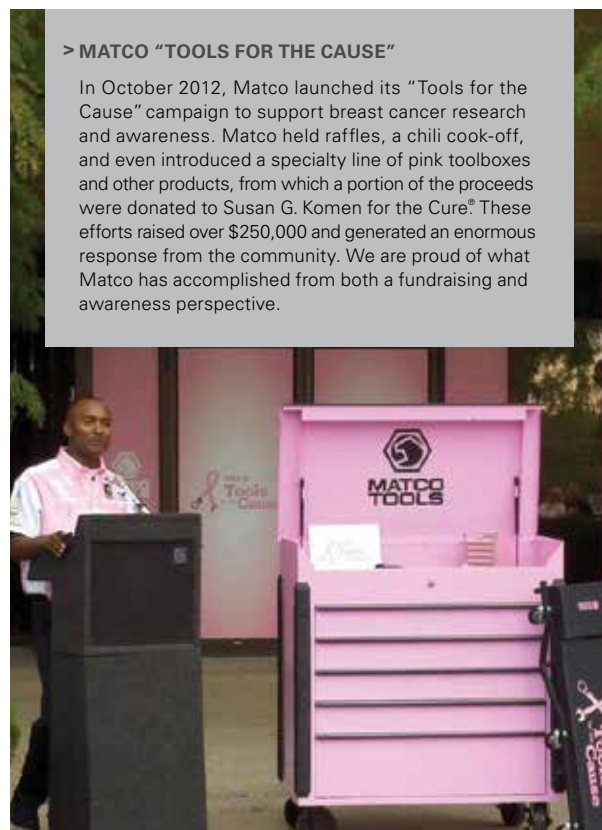 > MATCO “TOOLS FOR THE CAUSE”
In October 2012, Matco launched its “Tools for the
Cause” campaign to support breast cancer research
and awareness. Matco held raffles, a chili cook-off,
and even introduced a specialty line of pink toolboxes
and other products, from which a portion of the proceeds
were donated to Susan G. Komen for the Cure®. These
efforts raised over $250,000 and generated an enormous
response from the community. We are proud of what
Matco has accomplished from both a fundraising and
awareness perspective.
Tools
Cause
MATCO
TOOLS
Tools
Cause